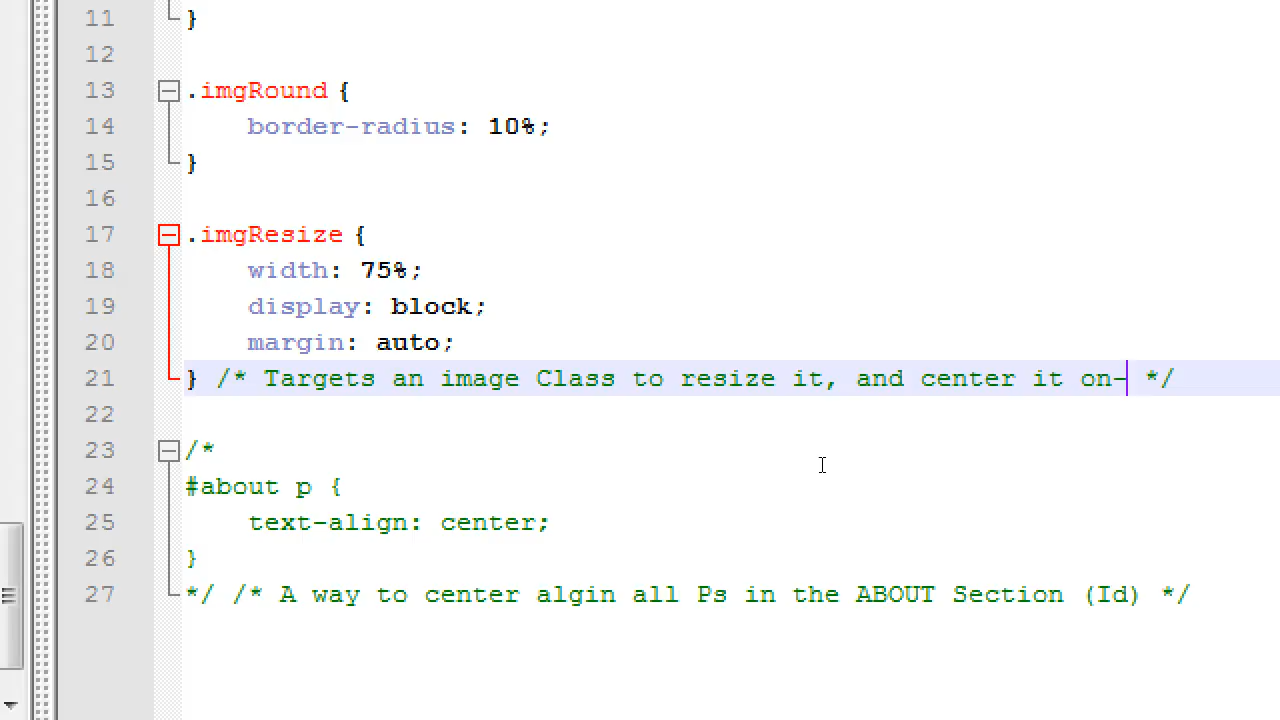 11 }
12
13 .imgRound {
14 border-radius: 10%;
15 }
16
17 .imgResize {
18 width: 75%;
19 display: block;
20 margin: auto;
21 } /* Targets an image Class to resize it, and center it on- */
22
23 /*
24 #about p {
25 text-align: center;
26 }
27 */ /* A way to center algin all Ps in the ABOUT Section (Id) */